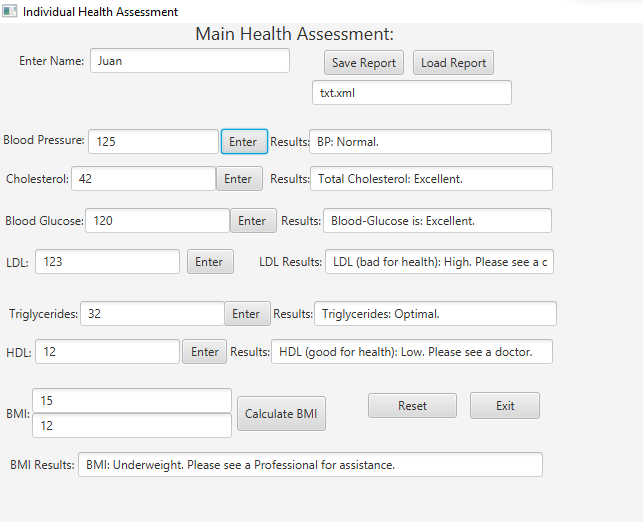 Individual Health Assessment
Main Health Assessment:
Enter Name: Juan Save Report Load Report
txt.xml
Blood Pressure: 125 Enter Results: BP: Normal.
Cholesterol: 42 Enter Results: Total Cholesterol: Excellent.
Blood Glucose: 120 Enter Results: Blood-Glucose is: Excellent.
LDL: 123 Enter LDL Results: LDL (bad for health): High. Please see a c
Triglycerides: 32 Enter Results: Triglycerides: Optimal.
HDL: 12 Enter Results: HDL (good for health): Low. Please see a doctor.
BMI: 15 Calculate BMI Reset Exit
12
BMI Results: BMI: Underweight. Please see a Professional for assistance.